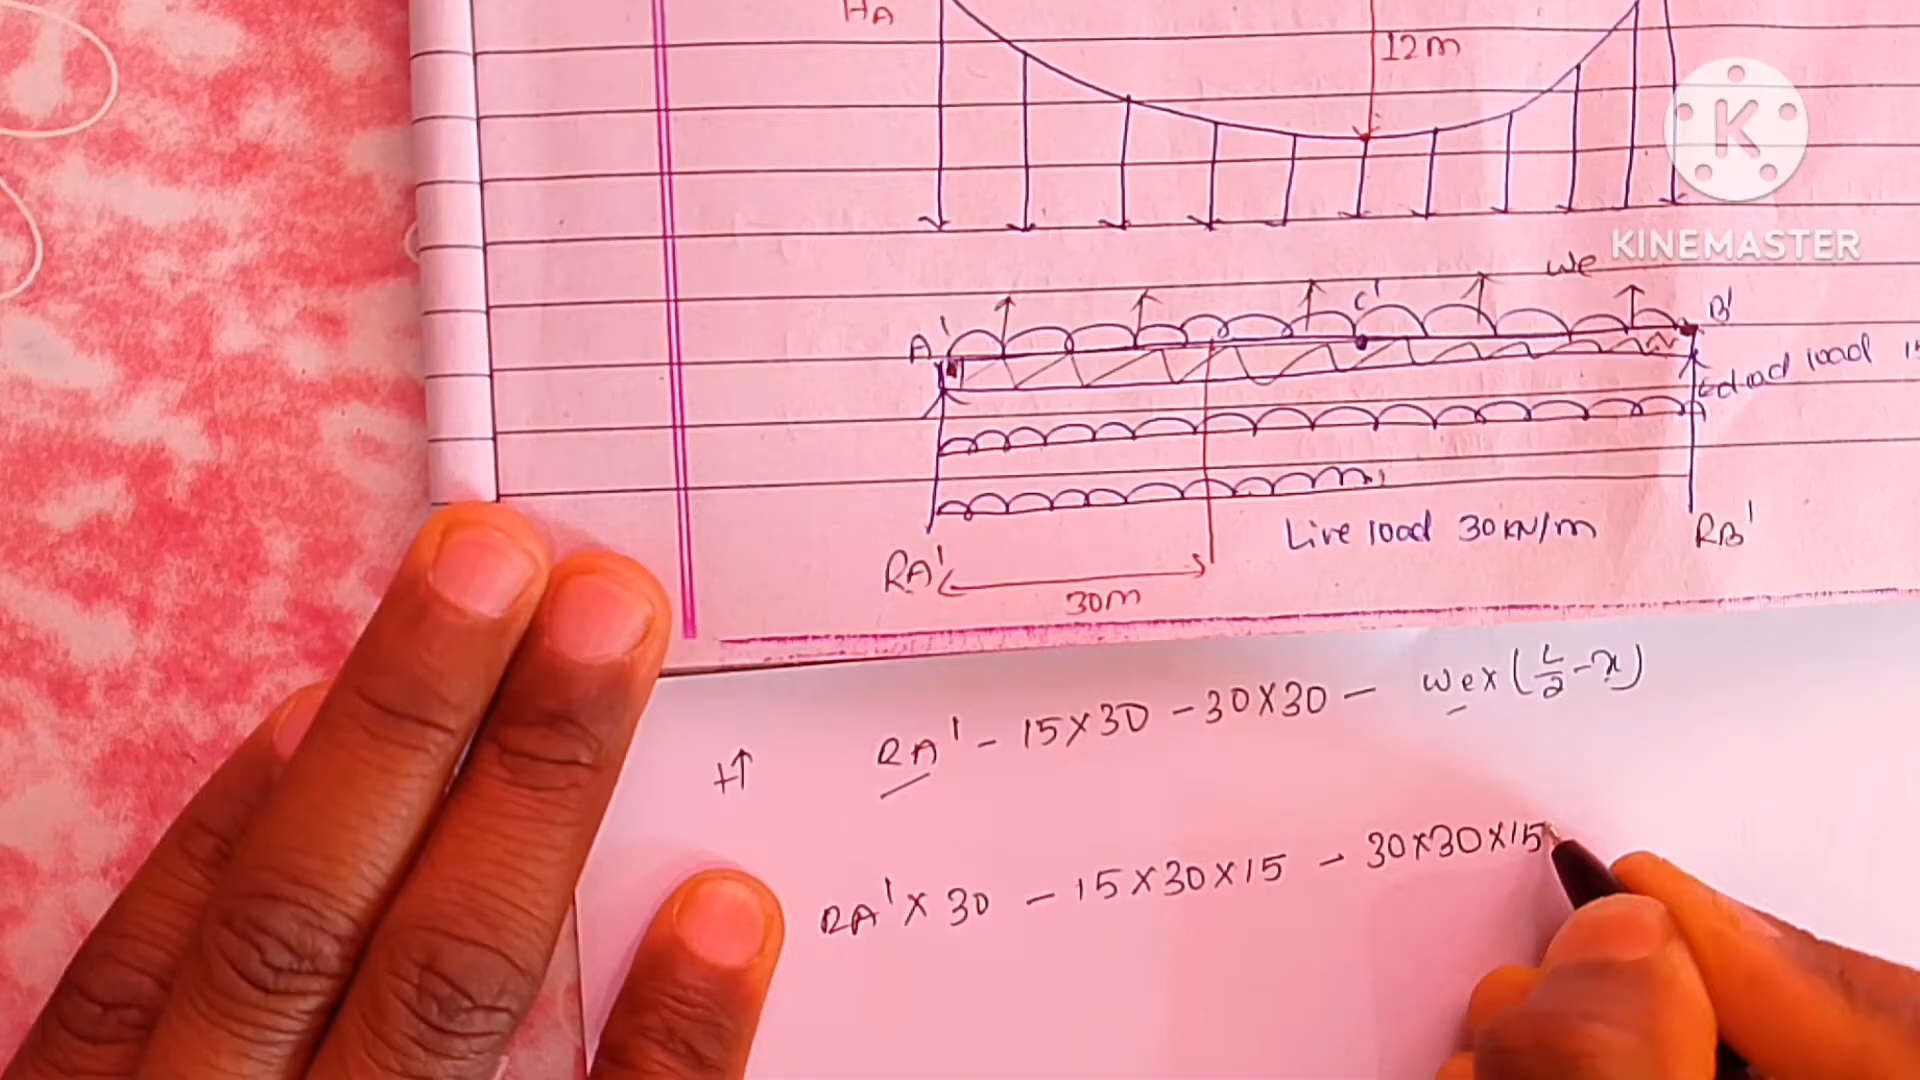 HA
12m
KINEMASTER
we
A' C' B'
dead load
Live load 30KN/m
RA' RB'
30m
+↑ RA' - 15×30 - 30×30 - we×(L/2-x)
RA'× 30 - 15×30×15 - 30×30×15